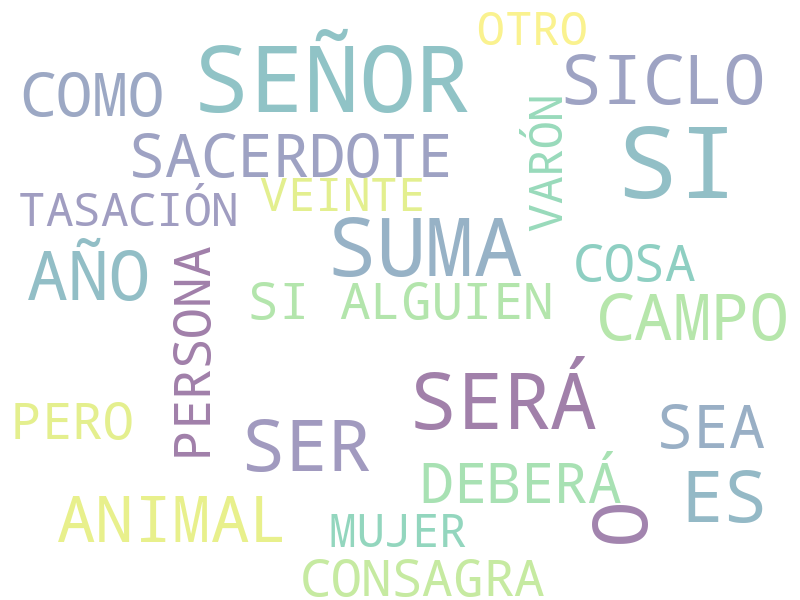 OTRO
SEÑOR
SICLO
COMO
SI
VARÓN
SACERDOTE
VEINTE
TASACIÓN
SUMA
AÑO
COSA
PERSONA
SI ALGUIEN
CAMPO
SERÁ
PERO
SEA
SER
DEBERÁ
ES
O
ANIMAL
MUJER
CONSAGRA